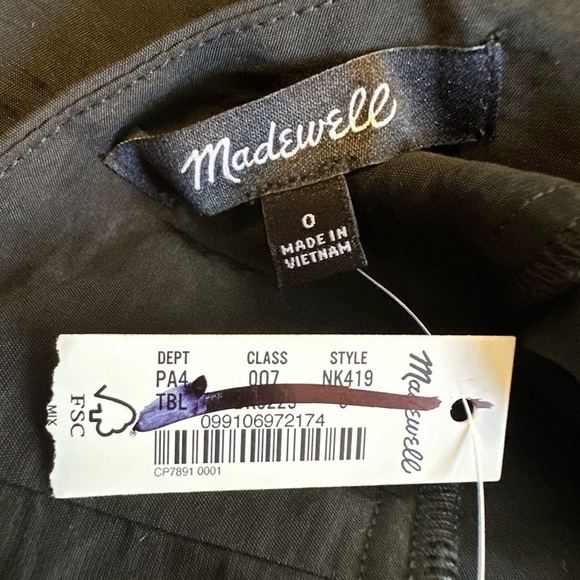 Madewell
0
MADE IN
VIETNAM
DEPT CLASS STYLE
PA4 007 NK419
TBL
099106972174
CP7891 0001
Madewell
MIX
FSC